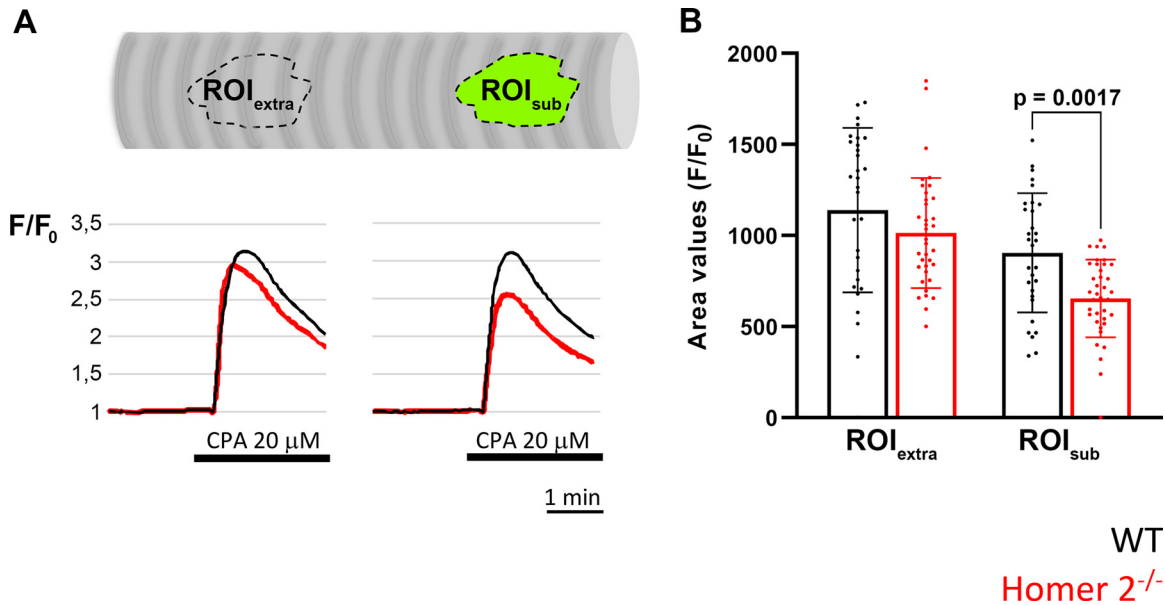 A
ROIextra
ROIsub
F/F0
3,5
3
2,5
2
1,5
1
CPA 20 µM
CPA 20 µM
1 min
B
Area values (F/F0)
2000
1500
1000
500
0
p = 0.0017
ROIextra
ROIsub
WT
Homer 2-/-